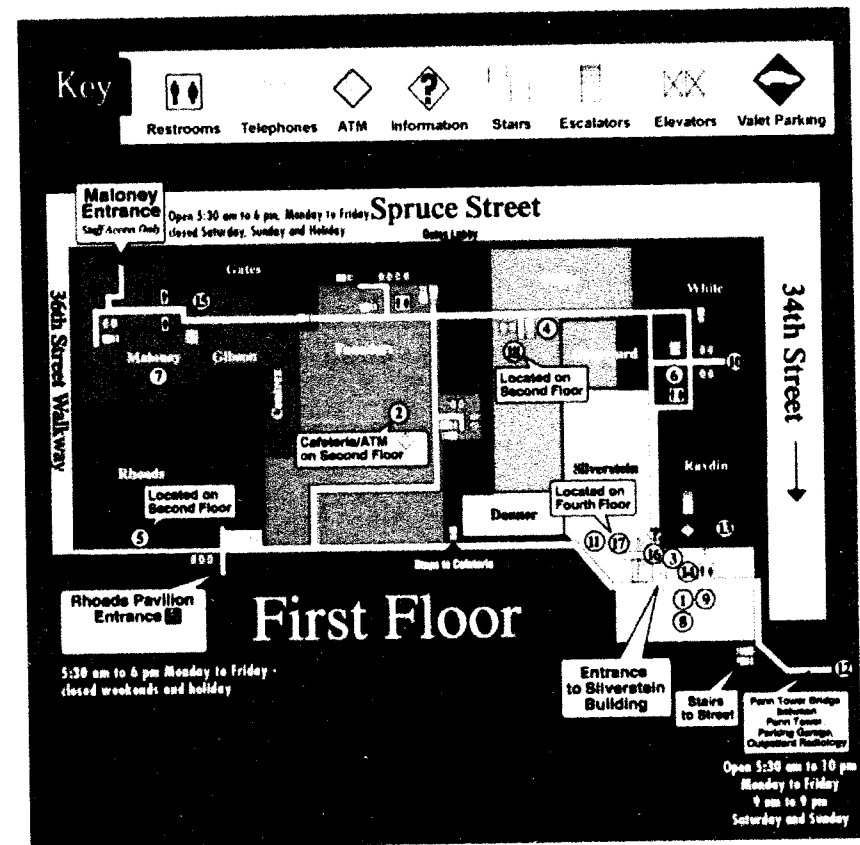 Key
Restrooms
Telephones
ATM
Information
Stairs
Escalators
Elevators
Valet Parking
?
Maloney
Entrance
Staff Access Only
Open 5:30 am to 6 pm, Monday to Friday
closed Saturday, Sunday and Holiday
Spruce Street
Gates Lobby
36th Street Walkway
34th Street
Gates
White
15
4
Maloney
7
Gibson
Founders
18
Located on
Second Floor
6
10
2
Cafeteria/ATM
on Second Floor
Rhoads
Located on
Second Floor
5
Silverstein
Ravdin
Located on
Fourth Floor
Donner
11
17
16
3
13
14
Steps to Cafeteria
1
9
8
Rhoads Pavilion
Entrance
First Floor
5:30 am to 6 pm Monday to Friday -
closed weekends and holiday
Entrance
to Silverstein
Building
Stairs
to Street
12
Penn Tower Bridge
between
Penn Tower
Parking Garage,
Outpatient Radiology
Open 5:30 am to 10 pm
Monday to Friday
9 am to 9 pm
Saturday and Sunday